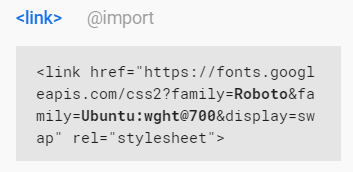 <link> @import
<link href="https://fonts.googl
eapis.com/css2?family=Roboto&fa
mily=Ubuntu:wght@700&display=sw
ap" rel="stylesheet">